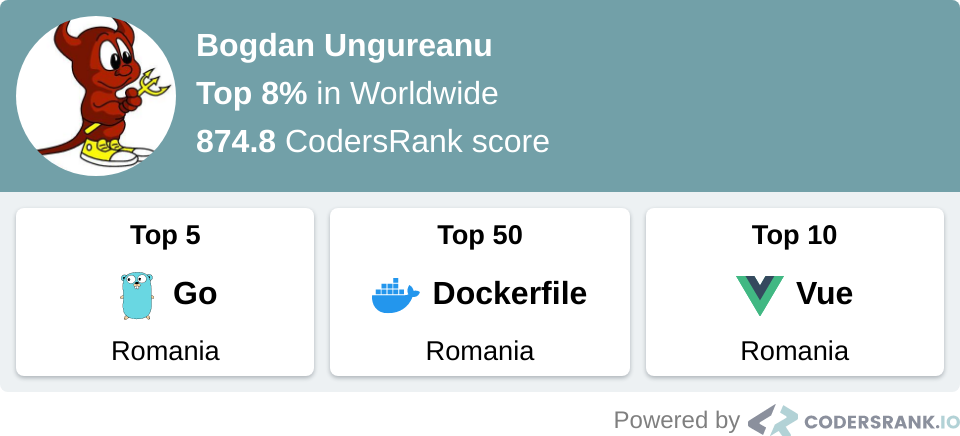 Bogdan Ungureanu
Top 8% in Worldwide
874.8 CodersRank score
Top 5
Go
Romania
Top 50
Dockerfile
Romania
Top 10
Vue
Romania
Powered by CODERSRANK.IO